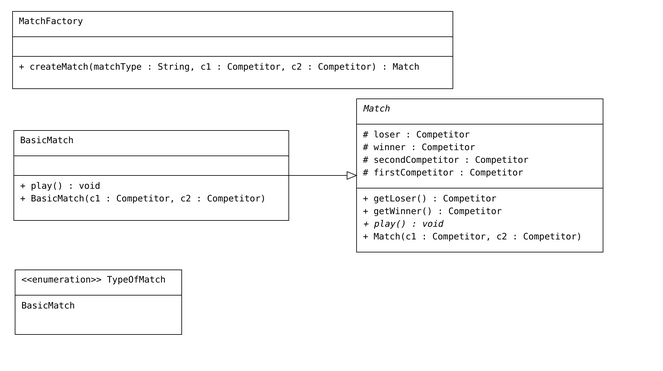 MatchFactory
+ createMatch(matchType : String, c1 : Competitor, c2 : Competitor) : Match
Match
# loser : Competitor
# winner : Competitor
# secondCompetitor : Competitor
# firstCompetitor : Competitor
+ getLoser() : Competitor
+ getWinner() : Competitor
+ play() : void
+ Match(c1 : Competitor, c2 : Competitor)
BasicMatch
+ play() : void
+ BasicMatch(c1 : Competitor, c2 : Competitor)
<<enumeration>> TypeOfMatch
BasicMatch